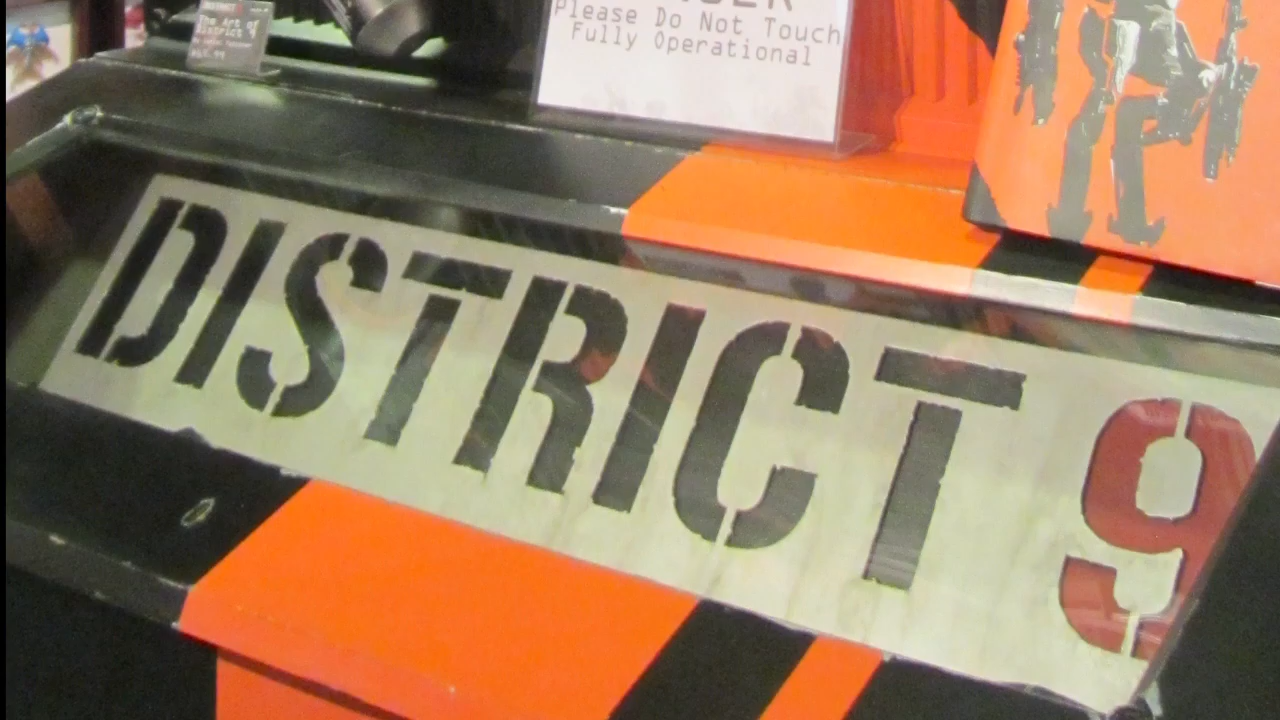 The Art of
District 9
Please Do Not Touch
Fully Operational
DISTRICT 9